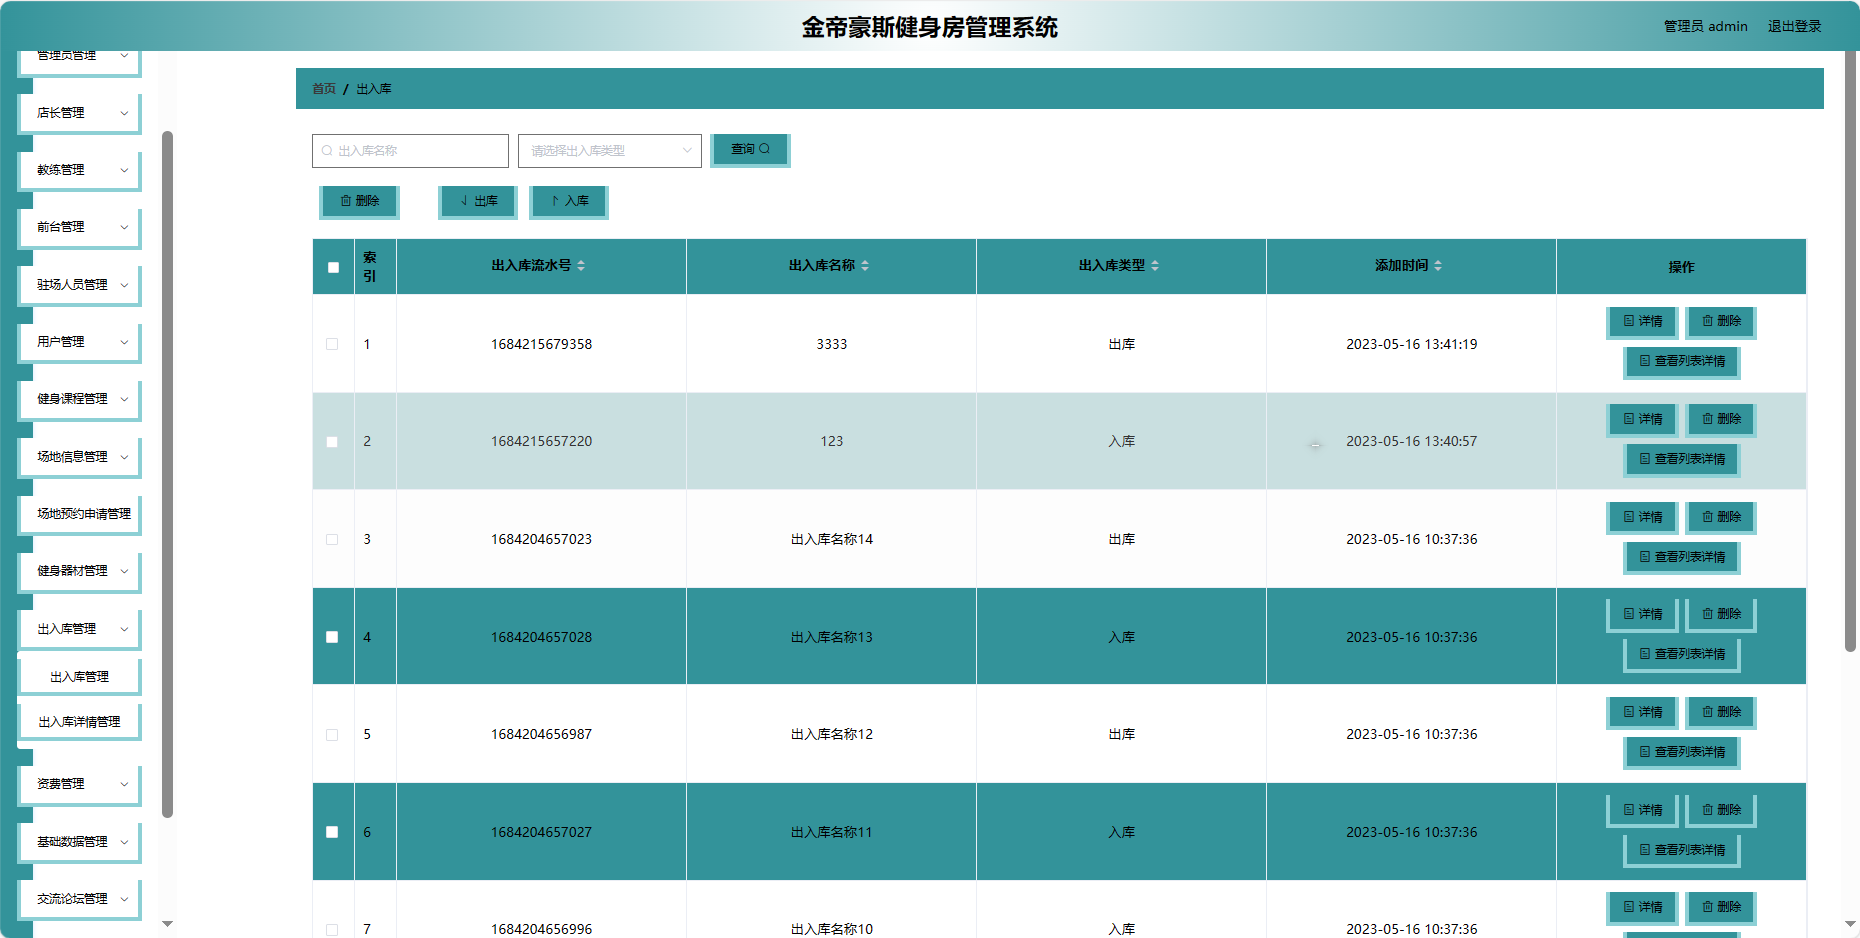 金帝豪斯健身房管理系统
管理员 admin 退出登录
管理员管理
店长管理
教练管理
前台管理
驻场人员管理
用户管理
健身课程管理
场地信息管理
场地预约申请管理
健身器材管理
出入库管理
出入库管理
出入库详情管理
资费管理
基础数据管理
交流论坛管理
首页 / 出入库
出入库名称 请选择出入库类型 查询
删除 出库 入库
索引 出入库流水号 出入库名称 出入库类型 添加时间 操作
1 1684215679358 3333 出库 2023-05-16 13:41:19 详情 删除
查看列表详情
2 1684215657220 123 入库 2023-05-16 13:40:57 详情 删除
查看列表详情
3 1684204657023 出入库名称14 出库 2023-05-16 10:37:36 详情 删除
查看列表详情
4 1684204657028 出入库名称13 入库 2023-05-16 10:37:36 详情 删除
查看列表详情
5 1684204656987 出入库名称12 出库 2023-05-16 10:37:36 详情 删除
查看列表详情
6 1684204657027 出入库名称11 入库 2023-05-16 10:37:36 详情 删除
查看列表详情
7 1684204656996 出入库名称10 入库 2023-05-16 10:37:36 详情 删除